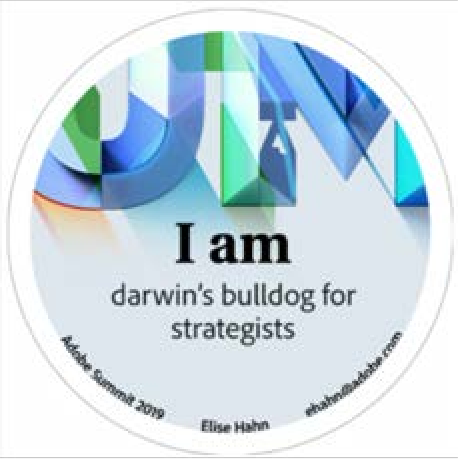 I am
darwin's bulldog for
strategists
Adobe Summit 2019
Elise Hahn
ehahn@adobe.com